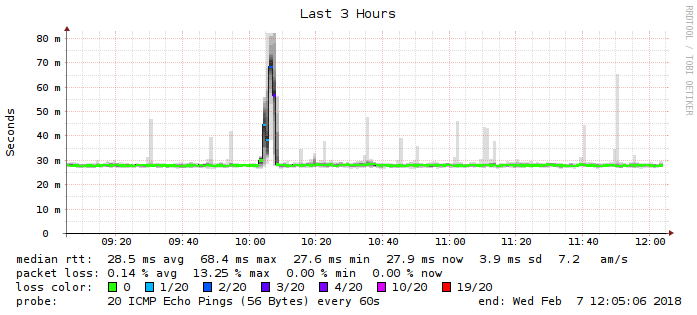 Last 3 Hours
RRDTOOL / TOBI OETIKER
Seconds
80 m
70 m
60 m
50 m
40 m
30 m
20 m
10 m
0
09:20 09:40 10:00 10:20 10:40 11:00 11:20 11:40 12:00
median rtt: 28.5 ms avg 68.4 ms max 27.6 ms min 27.9 ms now 3.9 ms sd 7.2 am/s
packet loss: 0.14 % avg 13.25 % max 0.00 % min 0.00 % now
loss color: 0 1/20 2/20 3/20 4/20 10/20 19/20
probe: 20 ICMP Echo Pings (56 Bytes) every 60s end: Wed Feb 7 12:05:06 2018